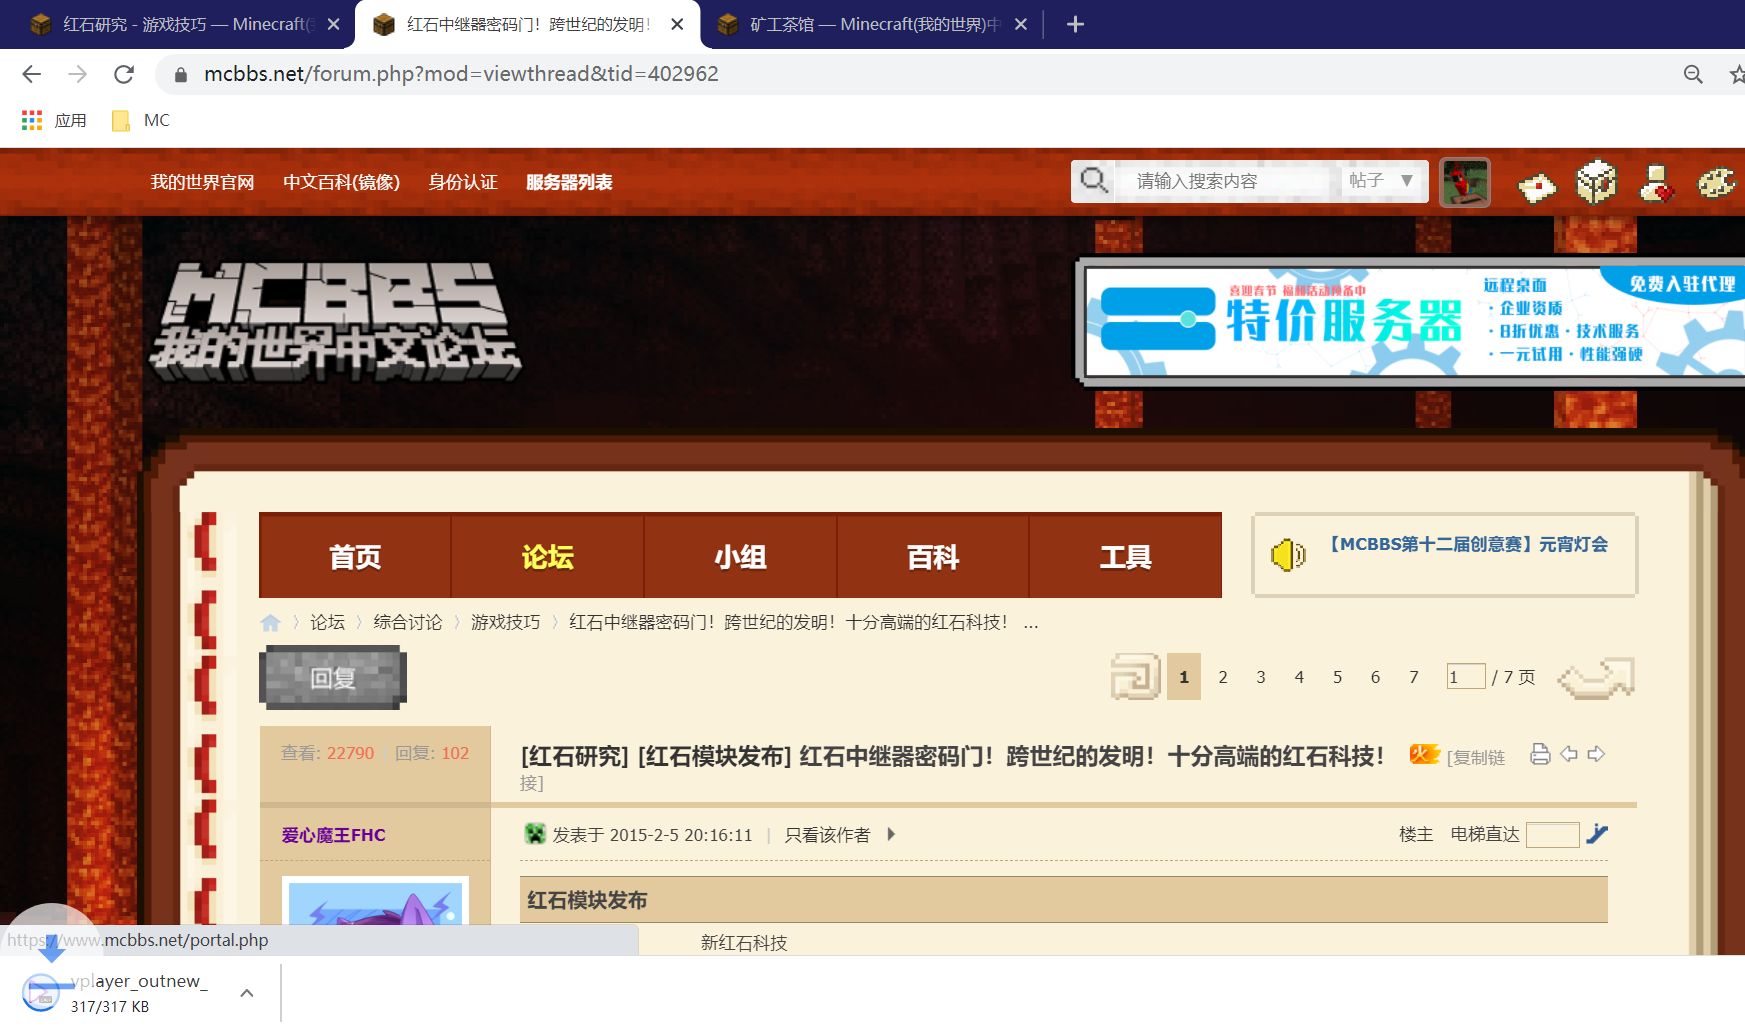 红石研究 - 游戏技巧 — Minecraft(
红石中继器密码门！跨世纪的发明！
矿工茶馆 — Minecraft(我的世界)中
mcbbs.net/forum.php?mod=viewthread&tid=402962
应用 MC
我的世界官网 中文百科(镜像) 身份认证 服务器列表 请输入搜索内容 帖子
MCBBS
我的世界中文论坛
喜迎春节 福利活动预备中
特价服务器
远程桌面
· 企业资质
· 8折优惠 · 技术服务
· 一元试用 · 性能强硬
免费入驻代理
首页 论坛 小组 百科 工具
【MCBBS第十二届创意赛】元宵灯会
论坛 〉 综合讨论 〉 游戏技巧 〉 红石中继器密码门！跨世纪的发明！十分高端的红石科技！ ...
回复
1 2 3 4 5 6 7 1 / 7 页
查看: 22790 回复: 102
[红石研究] [红石模块发布] 红石中继器密码门！跨世纪的发明！十分高端的红石科技！ 火 [复制链
接]
爱心魔王FHC
发表于 2015-2-5 20:16:11 | 只看该作者
楼主 电梯直达
红石模块发布
新红石科技
https://www.mcbbs.net/portal.php
vplayer_outnew_
317/317 KB